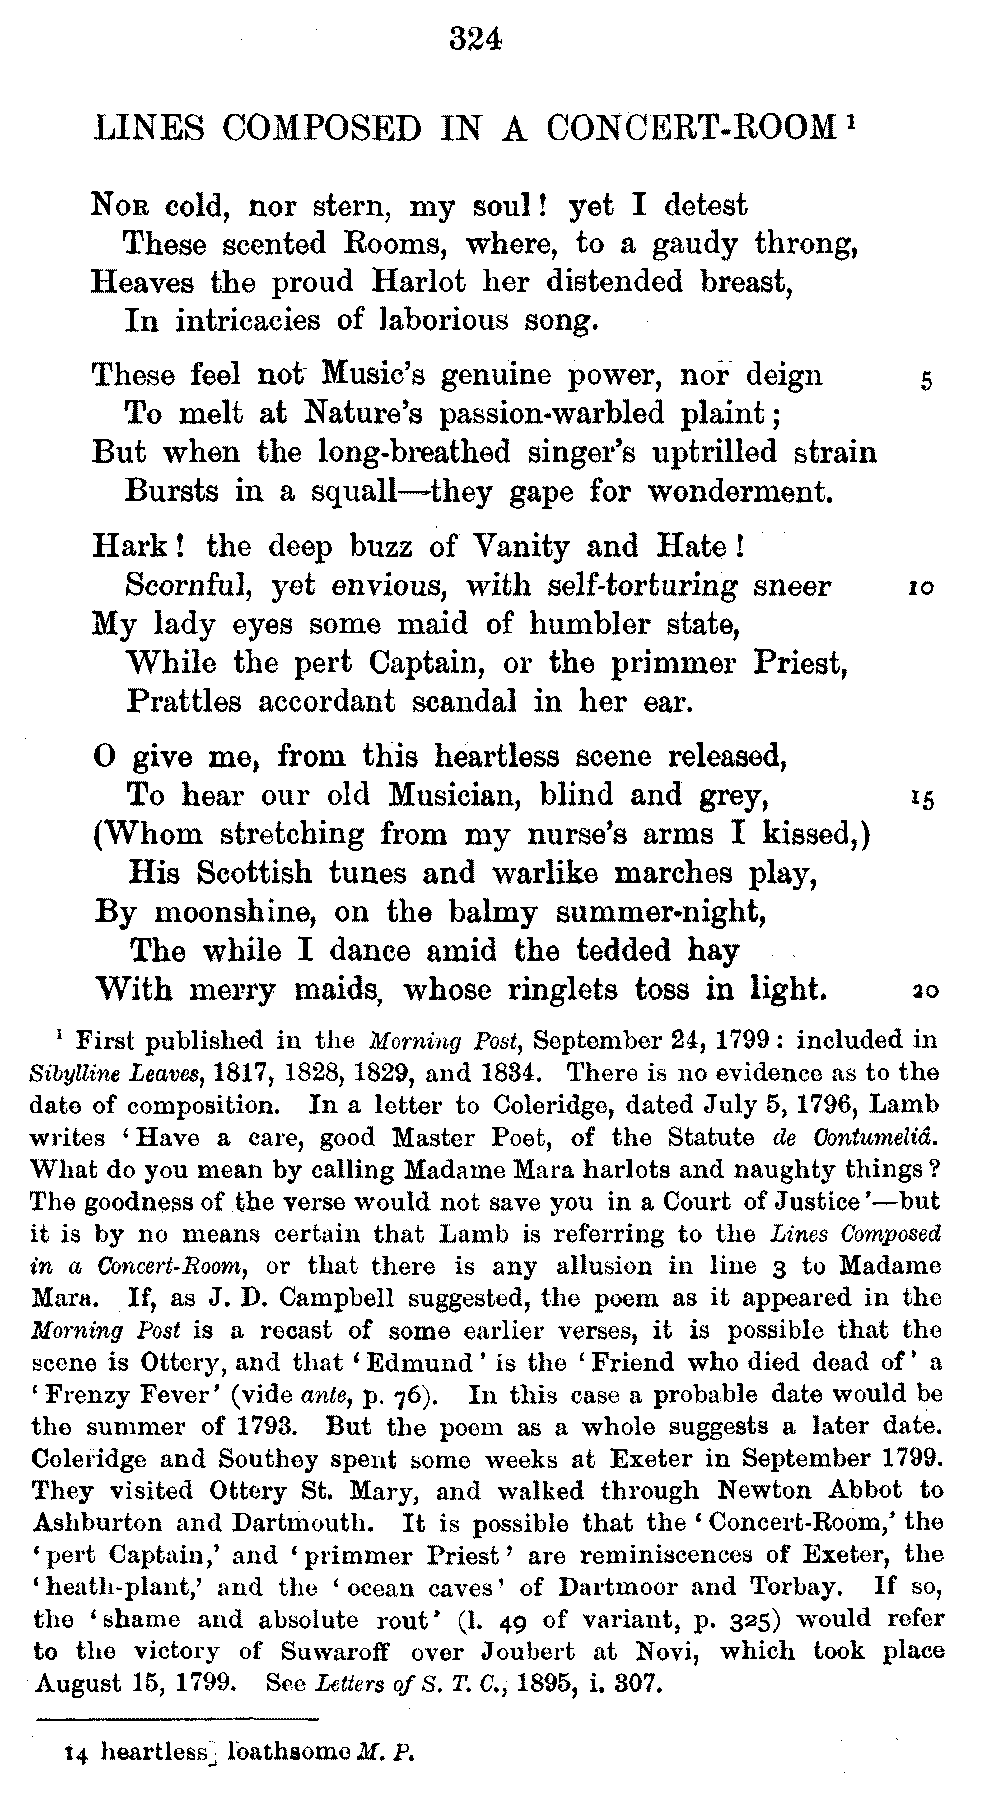 324
LINES COMPOSED IN A CONCERT-ROOM ¹
NOR cold, nor stern, my soul! yet I detest
These scented Rooms, where, to a gaudy throng,
Heaves the proud Harlot her distended breast,
In intricacies of laborious song.
These feel not Music's genuine power, nor deign 5
To melt at Nature's passion-warbled plaint;
But when the long-breathed singer's uptrilled strain
Bursts in a squall—they gape for wonderment.
Hark! the deep buzz of Vanity and Hate!
Scornful, yet envious, with self-torturing sneer 10
My lady eyes some maid of humbler state,
While the pert Captain, or the primmer Priest,
Prattles accordant scandal in her ear.
O give me, from this heartless scene released,
To hear our old Musician, blind and grey, 15
(Whom stretching from my nurse's arms I kissed,)
His Scottish tunes and warlike marches play,
By moonshine, on the balmy summer-night,
The while I dance amid the tedded hay
With merry maids, whose ringlets toss in light. 20
¹ First published in the Morning Post, September 24, 1799: included in
Sibylline Leaves, 1817, 1828, 1829, and 1834. There is no evidence as to the
date of composition. In a letter to Coleridge, dated July 5, 1796, Lamb
writes 'Have a care, good Master Poet, of the Statute de Contumeliâ.
What do you mean by calling Madame Mara harlots and naughty things?
The goodness of the verse would not save you in a Court of Justice'—but
it is by no means certain that Lamb is referring to the Lines Composed
in a Concert-Room, or that there is any allusion in line 3 to Madame
Mara. If, as J. D. Campbell suggested, the poem as it appeared in the
Morning Post is a recast of some earlier verses, it is possible that the
scene is Ottery, and that 'Edmund' is the 'Friend who died dead of' a
'Frenzy Fever' (vide ante, p. 76). In this case a probable date would be
the summer of 1793. But the poem as a whole suggests a later date.
Coleridge and Southey spent some weeks at Exeter in September 1799.
They visited Ottery St. Mary, and walked through Newton Abbot to
Ashburton and Dartmouth. It is possible that the 'Concert-Room,' the
'pert Captain,' and 'primmer Priest' are reminiscences of Exeter, the
'heath-plant,' and the 'ocean caves' of Dartmoor and Torbay. If so,
the 'shame and absolute rout' (l. 49 of variant, p. 325) would refer
to the victory of Suwaroff over Joubert at Novi, which took place
August 15, 1799. See Letters of S. T. C., 1895, i. 307.
14 heartless] loathsome M. P.